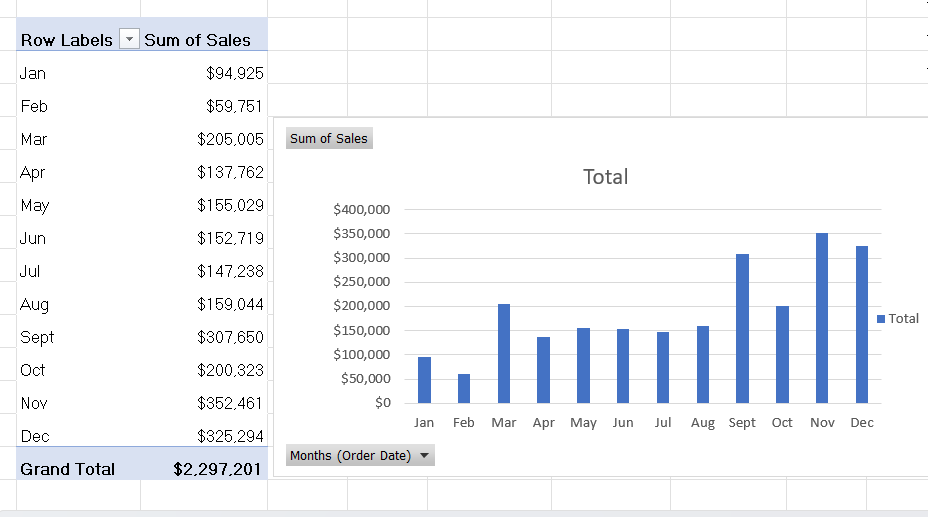 Row Labels Sum of Sales
Jan $94,925
Feb $59,751
Mar $205,005
Apr $137,762
May $155,029
Jun $152,719
Jul $147,238
Aug $159,044
Sept $307,650
Oct $200,323
Nov $352,461
Dec $325,294
Grand Total $2,297,201
Sum of Sales
Total
$400,000
$350,000
$300,000
$250,000
$200,000
$150,000
$100,000
$50,000
$0
Jan Feb Mar Apr May Jun Jul Aug Sept Oct Nov Dec
Total
Months (Order Date)